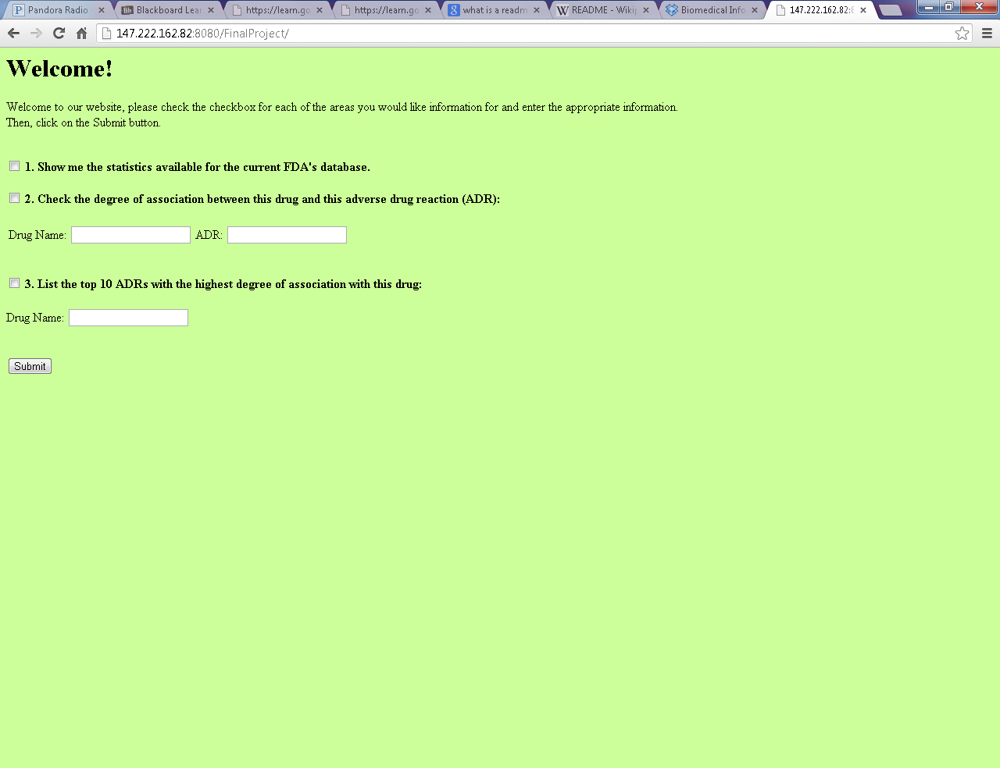 Pandora Radio
Blackboard Lea
https://learn.go
https://learn.go
what is a readm
README - Wikip
Biomedical Info
147.222.162.82:8
147.222.162.82:8080/FinalProject/
Welcome!
Welcome to our website, please check the checkbox for each of the areas you would like information for and enter the appropriate information.
Then, click on the Submit button.
1. Show me the statistics available for the current FDA's database.
2. Check the degree of association between this drug and this adverse drug reaction (ADR):
Drug Name: ADR:
3. List the top 10 ADRs with the highest degree of association with this drug:
Drug Name:
Submit